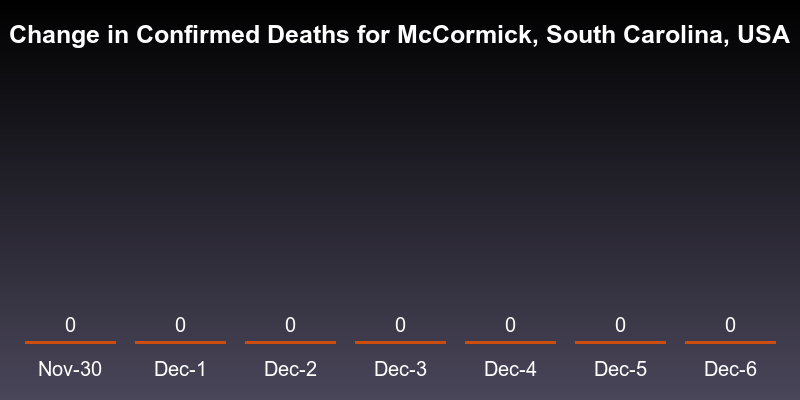 Change in Confirmed Deaths for McCormick, South Carolina, USA
0 0 0 0 0 0 0
Nov-30 Dec-1 Dec-2 Dec-3 Dec-4 Dec-5 Dec-6